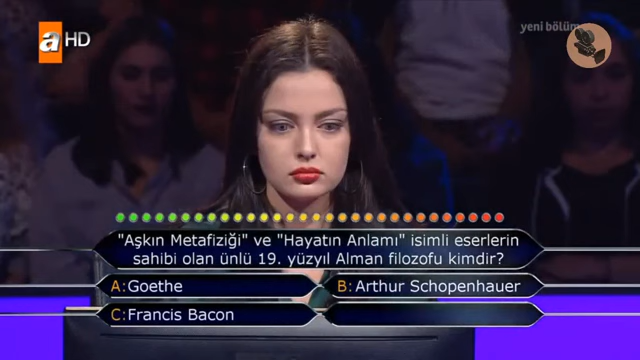 a HD
yeni bölüm
"Aşkın Metafiziği" ve "Hayatın Anlamı" isimli eserlerin
sahibi olan ünlü 19. yüzyıl Alman filozofu kimdir?
A: Goethe
B: Arthur Schopenhauer
C: Francis Bacon